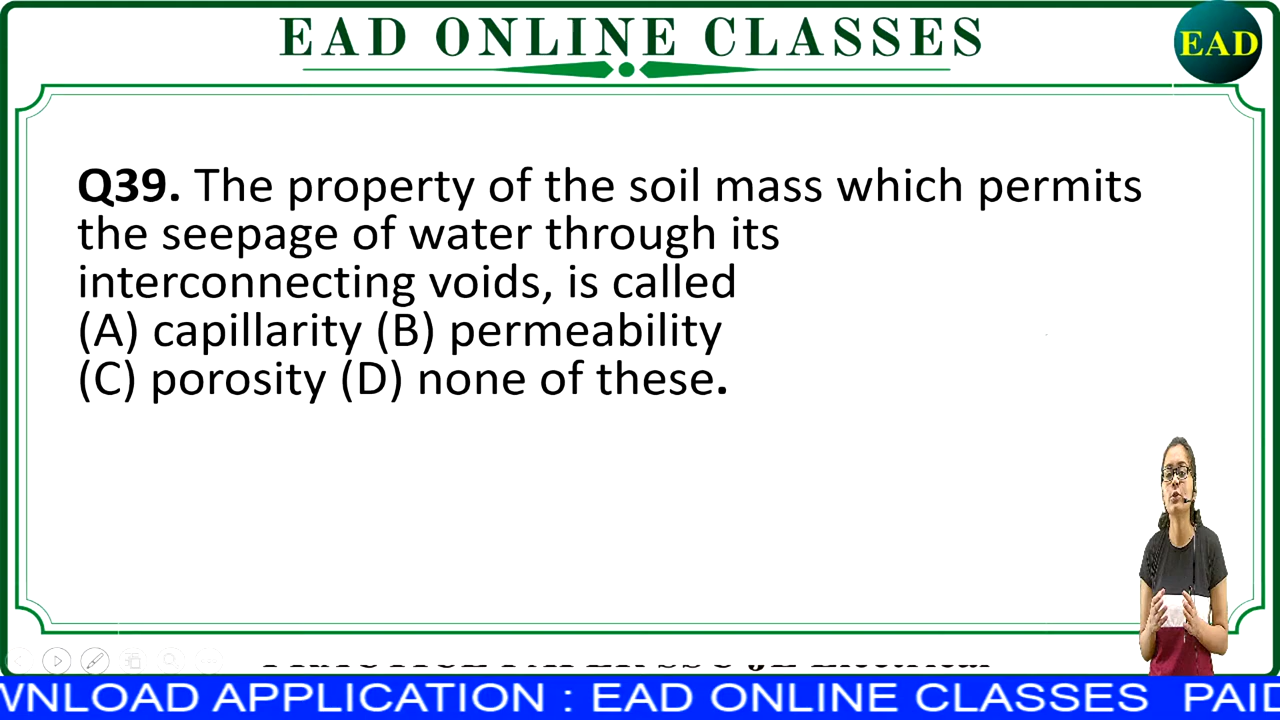 EAD ONLINE CLASSES
EAD
Q39. The property of the soil mass which permits
the seepage of water through its
interconnecting voids, is called
(A) capillarity (B) permeability
(C) porosity (D) none of these.
WNLOAD APPLICATION : EAD ONLINE CLASSES PAID